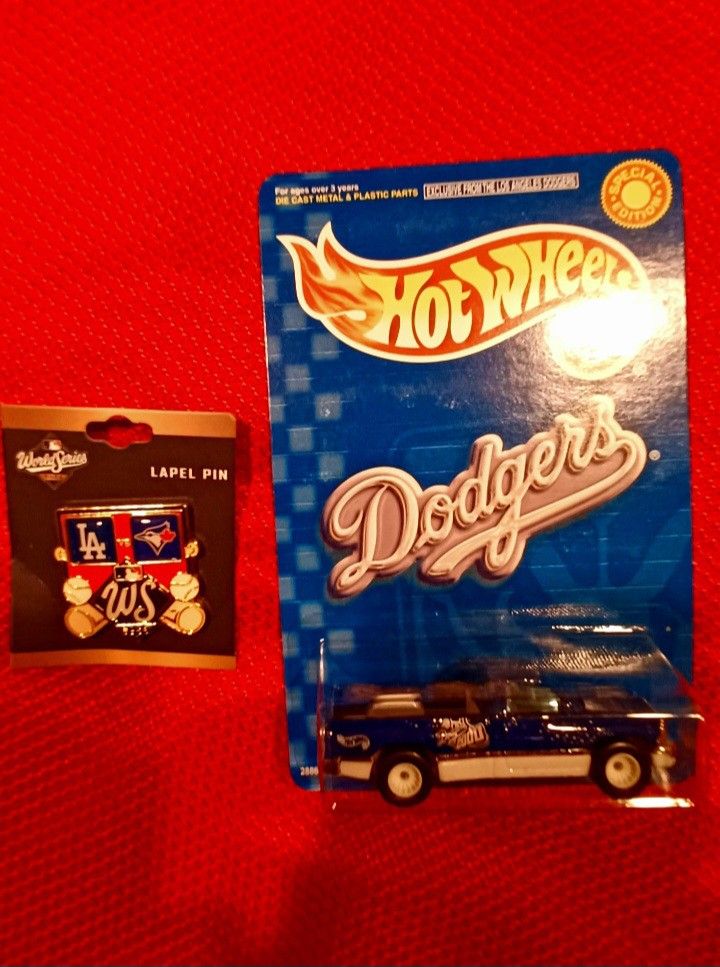 For ages over 3 years
DIE CAST METAL & PLASTIC PARTS
EXCLUSIVE FROM THE LOS ANGELES DODGERS
SPECIAL
EDITION
Hot Wheels
Dodgers®
World Series
LAPEL PIN
LA
WS
2886